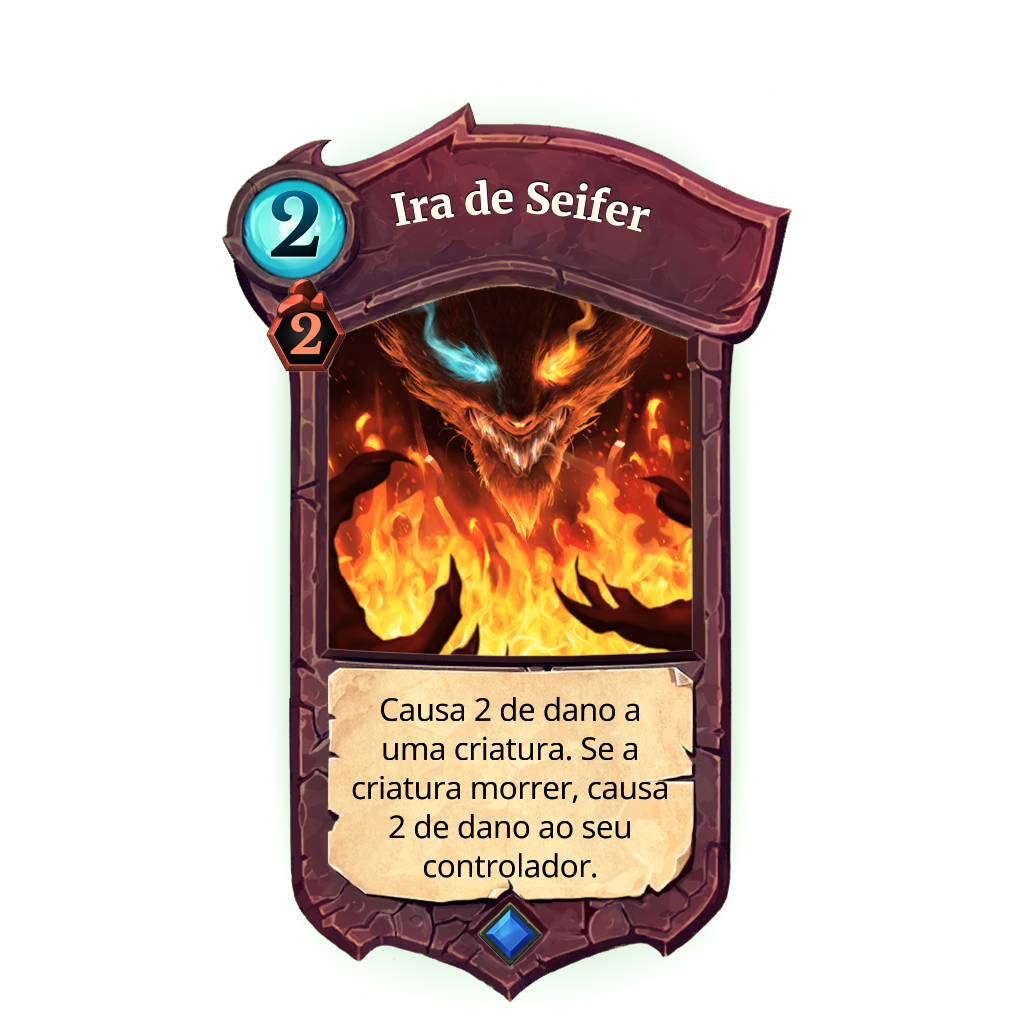 2
Ira de Seifer
2
Causa 2 de dano a
uma criatura. Se a
criatura morrer, causa
2 de dano ao seu
controlador.